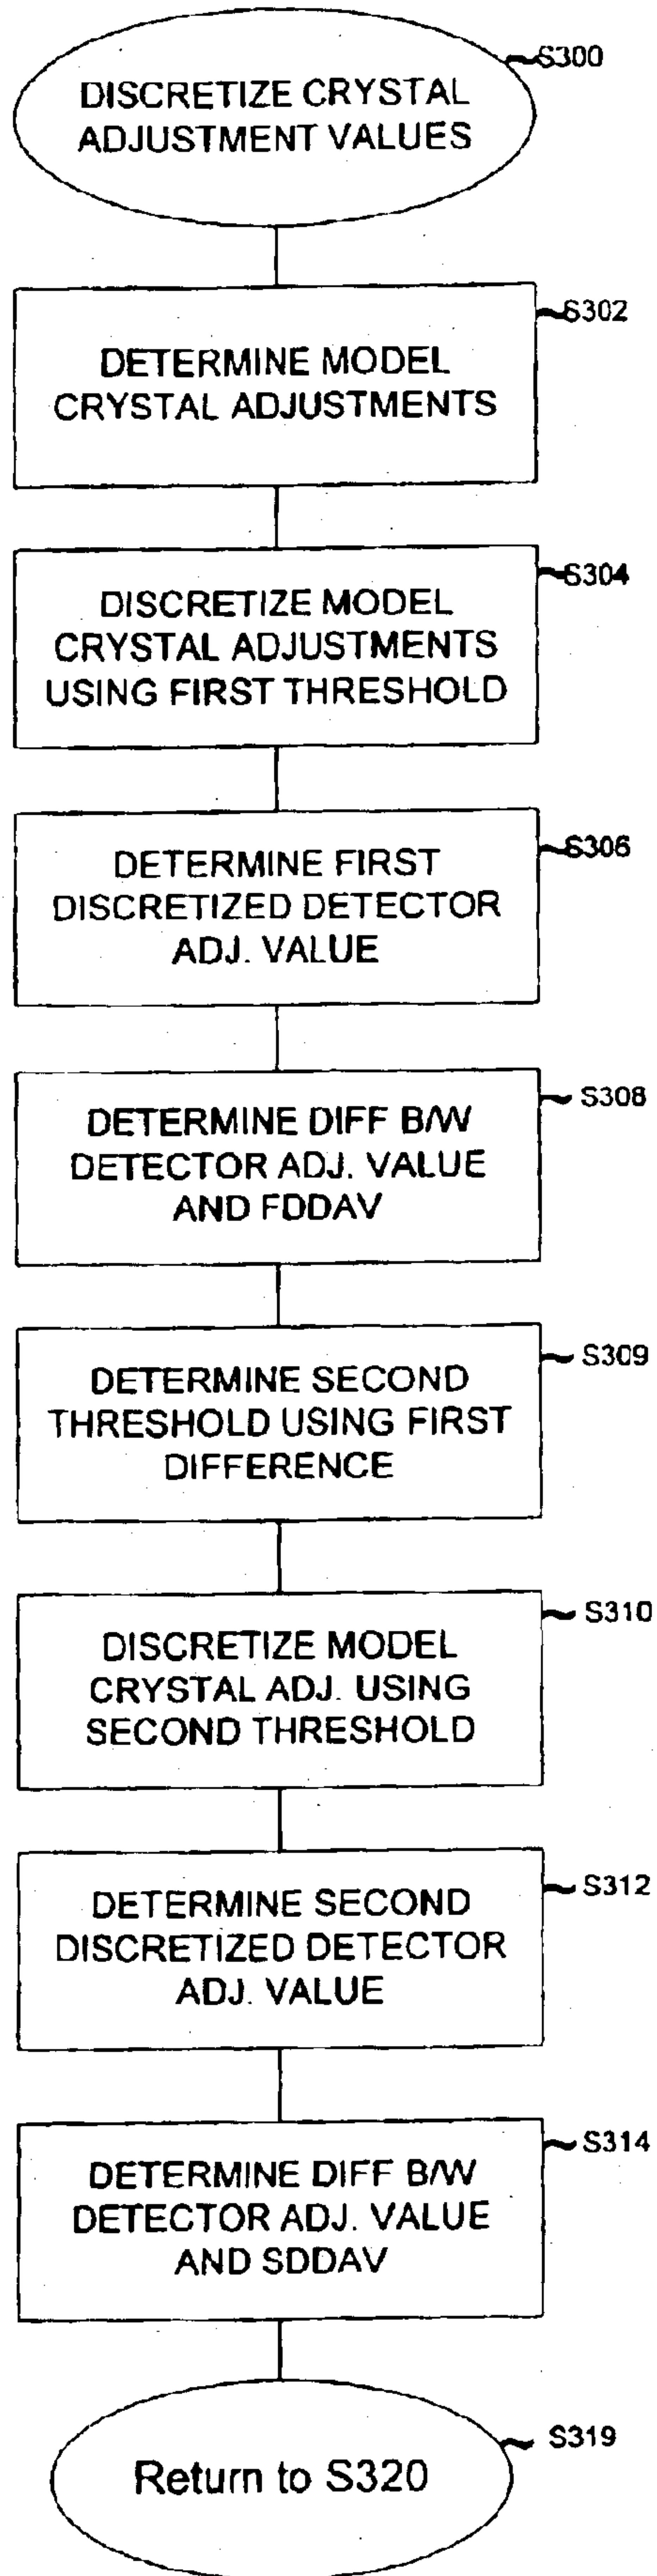 S300
DISCRETIZE CRYSTAL
ADJUSTMENT VALUES
S302
DETERMINE MODEL
CRYSTAL ADJUSTMENTS
S304
DISCRETIZE MODEL
CRYSTAL ADJUSTMENTS
USING FIRST THRESHOLD
S306
DETERMINE FIRST
DISCRETIZED DETECTOR
ADJ. VALUE
S308
DETERMINE DIFF B/W
DETECTOR ADJ. VALUE
AND FDDAV
S309
DETERMINE SECOND
THRESHOLD USING FIRST
DIFFERENCE
S310
DISCRETIZE MODEL
CRYSTAL ADJ. USING
SECOND THRESHOLD
S312
DETERMINE SECOND
DISCRETIZED DETECTOR
ADJ. VALUE
S314
DETERMINE DIFF B/W
DETECTOR ADJ. VALUE
AND SDDAV
S319
Return to S320